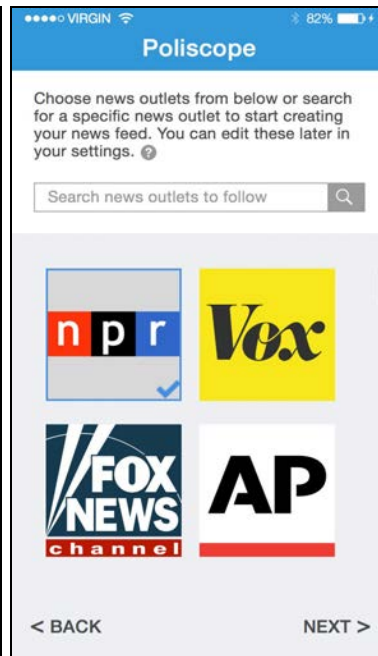 VIRGIN 82%
Poliscope
Choose news outlets from below or search
for a specific news outlet to start creating
your news feed. You can edit these later in
your settings. ?
Search news outlets to follow
npr Vox
FOX
NEWS
channel
AP
< BACK NEXT >